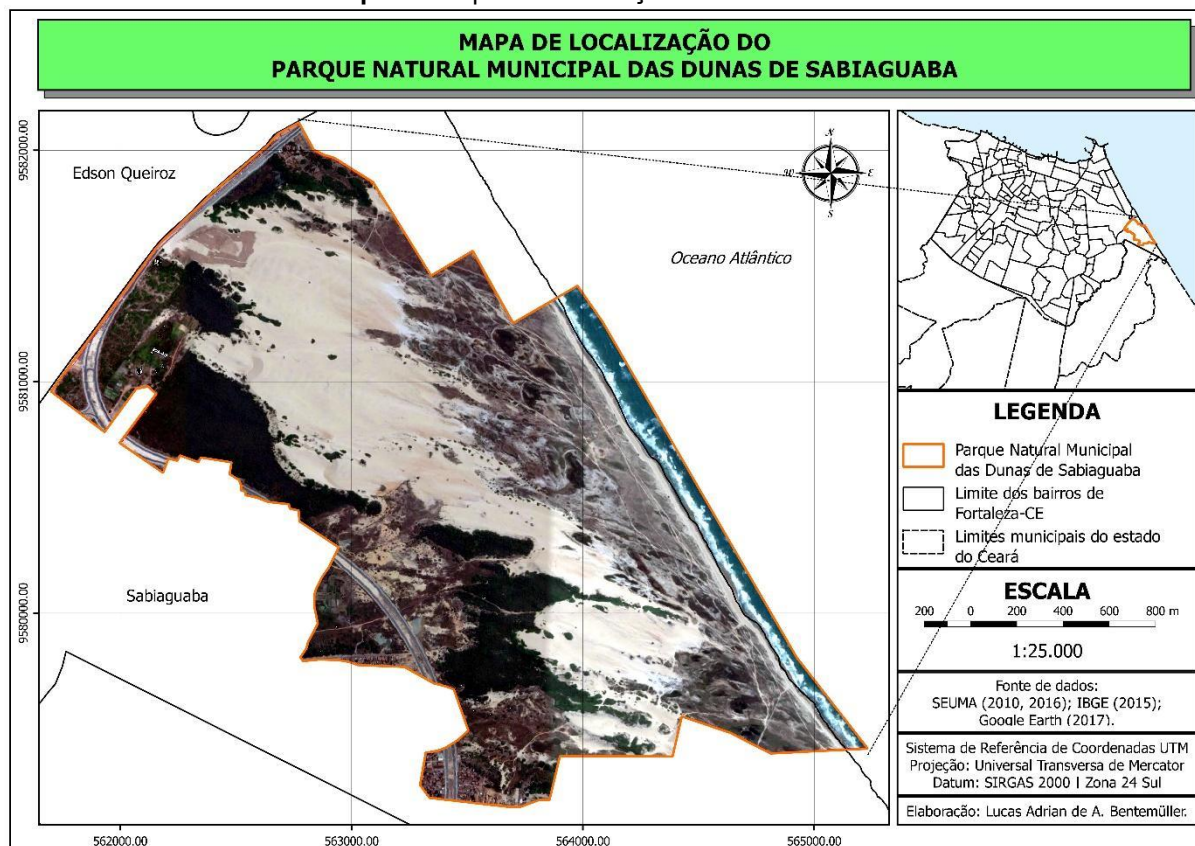 MAPA DE LOCALIZAÇÃO DO
PARQUE NATURAL MUNICIPAL DAS DUNAS DE SABIAGUABA
9582000.00
9581000.00
9580000.00
Edson Queiroz
Oceano Atlântico
Sabiaguaba
N
W
E
S
562000.00
563000.00
564000.00
565000.00
LEGENDA
Parque Natural Municipal
das Dunas de Sabiaguaba
Limite dos bairros de
Fortaleza-CE
Limites municipais do estado
do Ceará
ESCALA
200 0 200 400 600 800 m
1:25.000
Fonte de dados:
SEUMA (2010, 2016); IBGE (2015);
Google Earth (2017).
Sistema de Referência de Coordenadas UTM
Projeção: Universal Transversa de Mercator
Datum: SIRGAS 2000 | Zona 24 Sul
Elaboração: Lucas Adrian de A. Bentemüller.